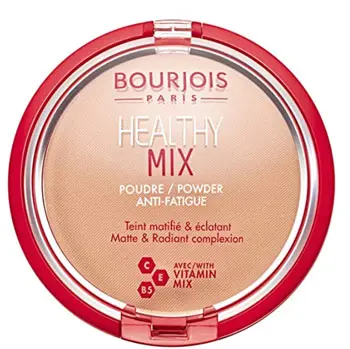 BOURJOIS
PARIS
HEALTHY
MIX
POUDRE / POWDER
ANTI-FATIGUE
Teint matifié & éclatant
Matte & Radiant complexion
C
E
B5
AVEC/WITH
VITAMIN
MIX